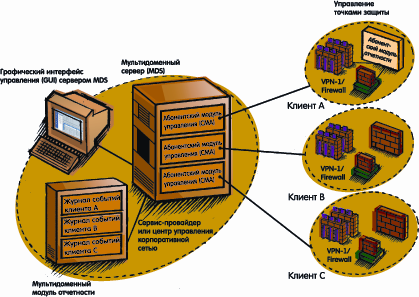 Управление
точками защиты
Мультидоменный
сервер (MDS)
Графический интерфейс
управления (GUI) сервером MDS
Абонент-
ский модуль
отчетности
VPN-1/
Firewall
Клиент А
Абонентский модуль
управления (CMA)
Абонентский модуль
управления (CMA)
Абонентский модуль
управления (CMA)
VPN-1/
Firewall
Клиент В
Журнал событий
клиента А
Журнал событий
клиента В
Журнал событий
клиента С
Сервис-провайдер
или центр управления
корпоративной
сетью
VPN-1/
Firewall
Клиент С
Мультидоменный
модуль отчетности